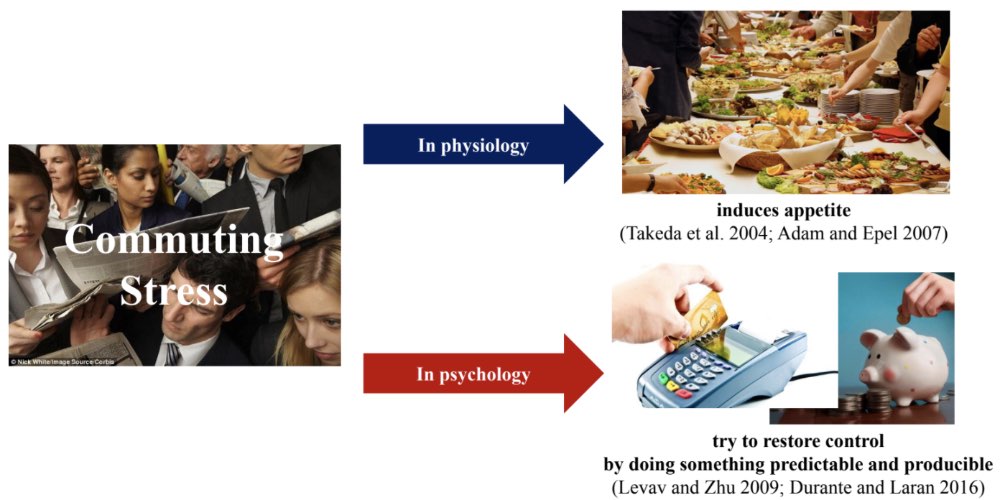 Commuting
Stress
© Nick White/Image Source/Corbis
In physiology
induces appetite
(Takeda et al. 2004; Adam and Epel 2007)
In psychology
try to restore control
by doing something predictable and producible
(Levav and Zhu 2009; Durante and Laran 2016)